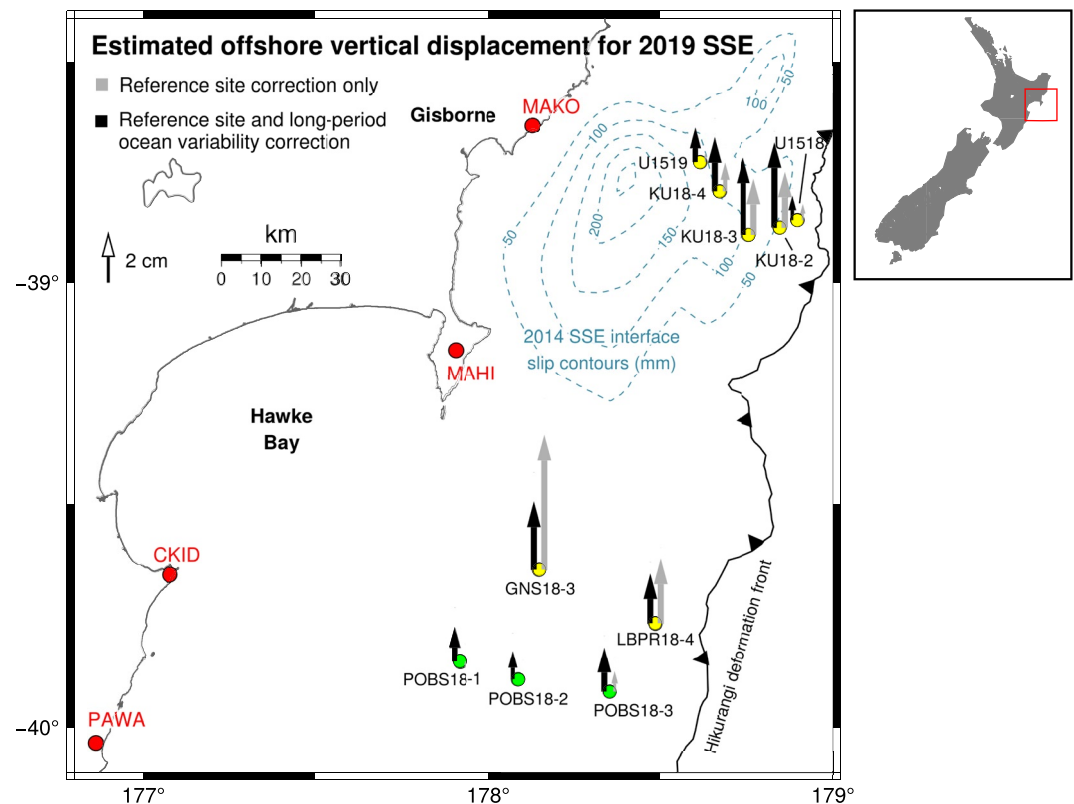 Estimated offshore vertical displacement for 2019 SSE
Reference site correction only
Reference site and long-period
ocean variability correction
Gisborne
MAKO
50
100
100
U1518
U1519
KU18-4
200
150
50
KU18-3
KU18-2
100
50
km
2 cm
0 10 20 30
−39°
2014 SSE interface
slip contours (mm)
MAHI
Hawke
Bay
CKID
GNS18-3
LBPR18-4
POBS18-1
POBS18-2
POBS18-3
Hikurangi deformation front
PAWA
−40°
177° 178° 179°